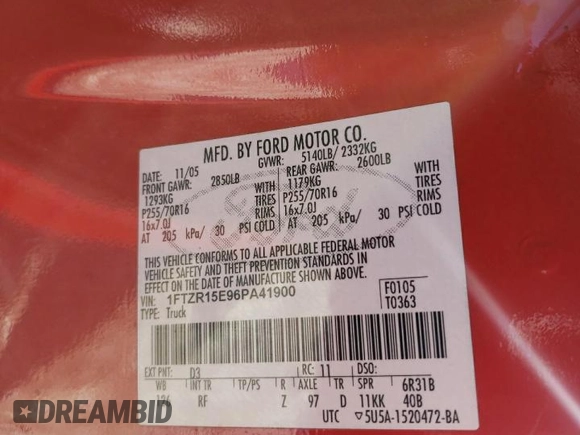 MFD. BY FORD MOTOR CO.
DATE: 11/05 GVWR: 5140LB/ 2332KG
FRONT GAWR: 2850LB REAR GAWR: 2600LB
1293KG WITH 1179KG WITH
P255/70R16 TIRES P255/70R16 TIRES
16x7.0J RIMS 16x7.0J RIMS
AT 205 kPa/ 30 PSI COLD AT 205 kPa/ 30 PSI COLD
THIS VEHICLE CONFORMS TO ALL APPLICABLE FEDERAL MOTOR
VEHICLE SAFETY AND THEFT PREVENTION STANDARDS IN
EFFECT ON THE DATE OF MANUFACTURE SHOWN ABOVE.
VIN: 1FTZR15E96PA41900 F0105
TYPE: Truck T0363
EXT PNT: D3 RC: 11 DSO:
WB INT TR TP/PS R AXLE TR SPR 6R31B
126 RF Z 97 D 11KK 40B
UTC 5U5A-1520472-BA
Ford
DREAMBID